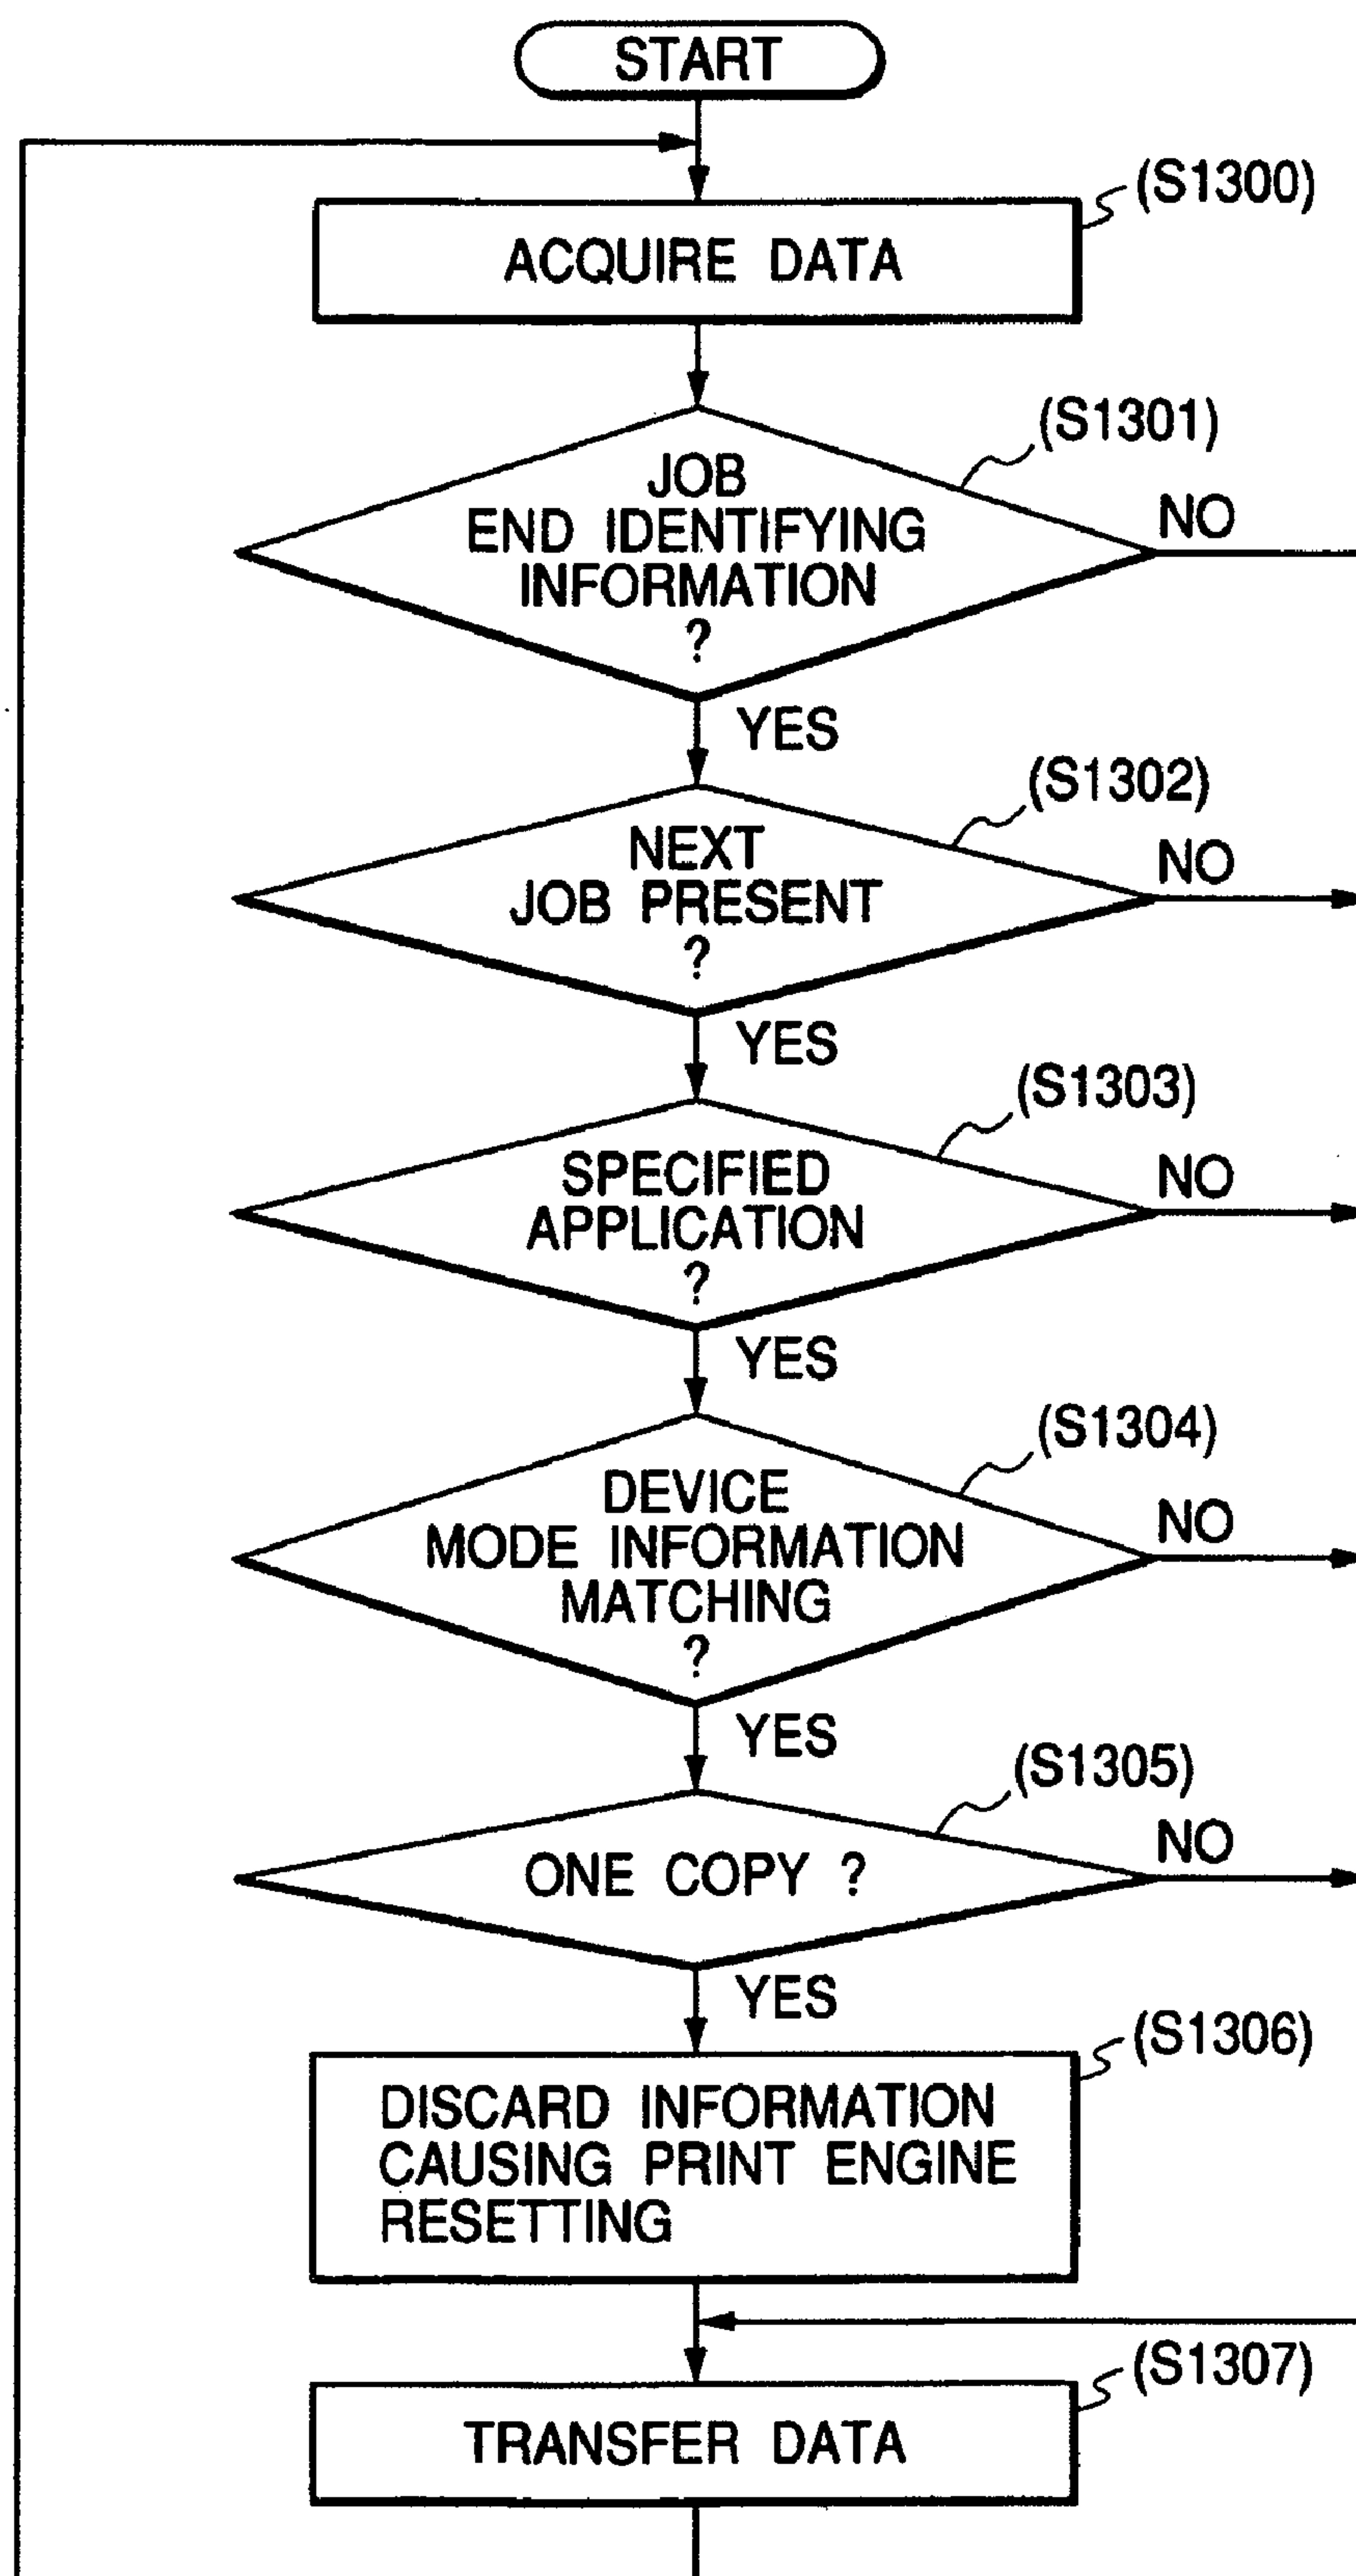 START
(S1300)
ACQUIRE DATA
(S1301)
JOB
END IDENTIFYING
INFORMATION
?
NO
YES
(S1302)
NEXT
JOB PRESENT
?
NO
YES
(S1303)
SPECIFIED
APPLICATION
?
NO
YES
(S1304)
DEVICE
MODE INFORMATION
MATCHING
?
NO
YES
(S1305)
ONE COPY ?
NO
YES
(S1306)
DISCARD INFORMATION
CAUSING PRINT ENGINE
RESETTING
(S1307)
TRANSFER DATA